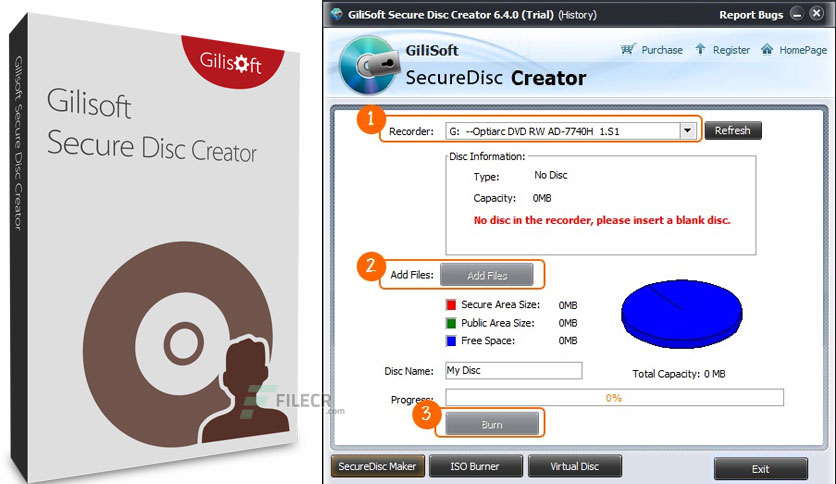 Gilisoft
Gilisoft
Secure Disc Creator
Gilisoft Secure Disc Creator
FILECR
.com
GiliSoft Secure Disc Creator 6.4.0 (Trial) (History)
Report Bugs
GiliSoft
SecureDisc Creator
Purchase
Register
HomePage
1
Recorder:
G: --Optiarc DVD RW AD-7740H 1.S1
Refresh
Disc Information:
Type: No Disc
Capacity: 0MB
No disc in the recorder, please insert a blank disc.
2
Add Files:
Add Files
Secure Area Size: 0MB
Public Area Size: 0MB
Free Space: 0MB
Disc Name: My Disc
Total Capacity: 0 MB
Progress: 0%
3
Burn
SecureDisc Maker
ISO Burner
Virtual Disc
Exit